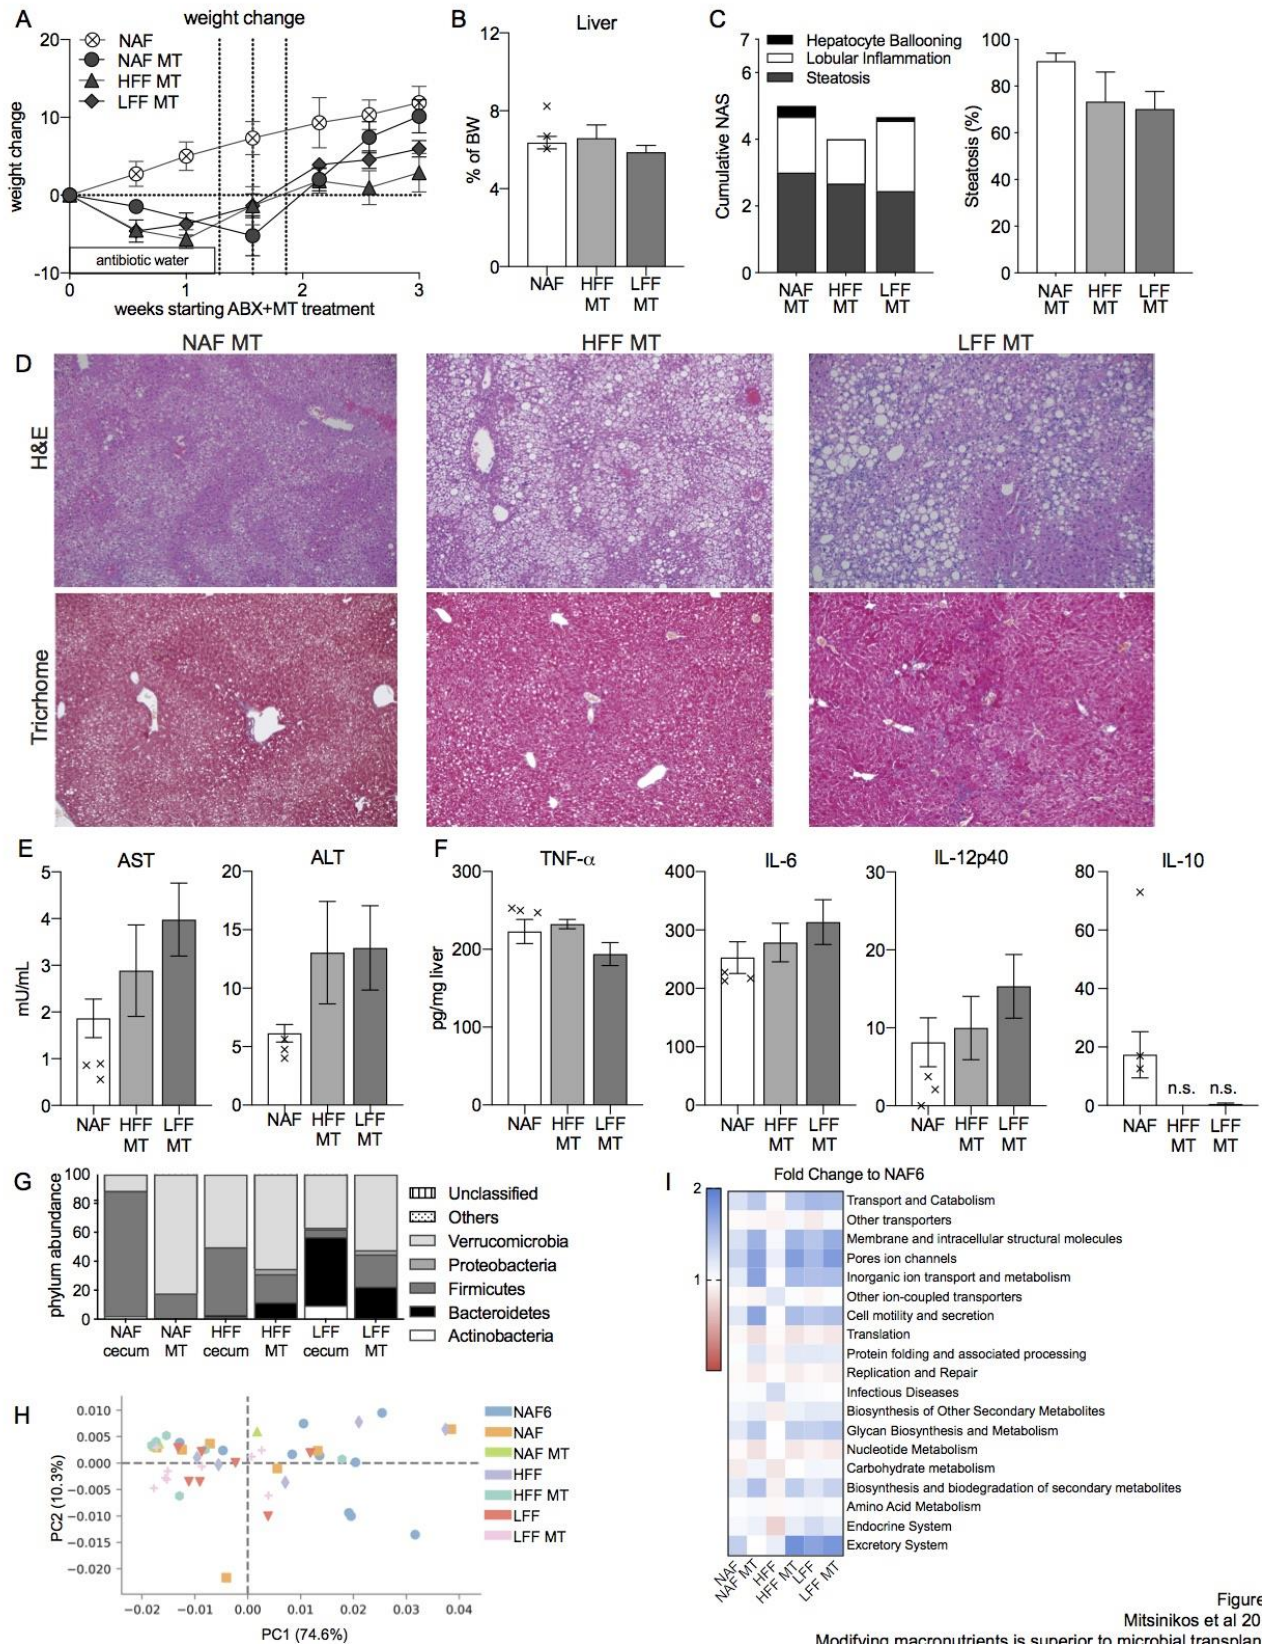 A
weight change
NAF
NAF MT
HFF MT
LFF MT
weight change
20
10
0
-10
antibiotic water
0
1
2
3
weeks starting ABX+MT treatment
B
Liver
% of BW
12
8
4
0
NAF
HFF MT
LFF MT
C
Hepatocyte Ballooning
Lobular Inflammation
Steatosis
Cumulative NAS
7
6
4
2
0
NAF MT
HFF MT
LFF MT
Steatosis (%)
100
80
60
40
20
0
NAF MT
HFF MT
LFF MT
D
NAF MT
HFF MT
LFF MT
H&E
Tricrhome
E
AST
mU/mL
5
4
3
2
1
0
NAF
HFF MT
LFF MT
ALT
20
15
10
5
0
NAF
HFF MT
LFF MT
F
TNF-α
pg/mg liver
300
200
100
0
NAF
HFF MT
LFF MT
IL-6
400
300
200
100
0
NAF
HFF MT
LFF MT
IL-12p40
30
20
10
0
NAF
HFF MT
LFF MT
IL-10
80
60
40
20
0
n.s.
n.s.
NAF
HFF MT
LFF MT
G
phylum abundance
100
80
60
40
20
0
NAF cecum
NAF MT
HFF cecum
HFF MT
LFF cecum
LFF MT
Unclassified
Others
Verrucomicrobia
Proteobacteria
Firmicutes
Bacteroidetes
Actinobacteria
H
PC2 (10.3%)
0.010
0.005
0.000
−0.005
−0.010
−0.015
−0.020
−0.02
−0.01
0.00
0.01
0.02
0.03
0.04
PC1 (74.6%)
NAF6
NAF
NAF MT
HFF
HFF MT
LFF
LFF MT
I
Fold Change to NAF6
2
1
Transport and Catabolism
Other transporters
Membrane and intracellular structural molecules
Pores ion channels
Inorganic ion transport and metabolism
Other ion-coupled transporters
Cell motility and secretion
Translation
Protein folding and associated processing
Replication and Repair
Infectious Diseases
Biosynthesis of Other Secondary Metabolites
Glycan Biosynthesis and Metabolism
Nucleotide Metabolism
Carbohydrate metabolism
Biosynthesis and biodegradation of secondary metabolites
Amino Acid Metabolism
Endocrine System
Excretory System
NAF
NAF MT
HFF
HFF MT
LFF
LFF MT
Figure
Mitsinikos et al 20
Modifying macronutrients is superior to microbial transplan